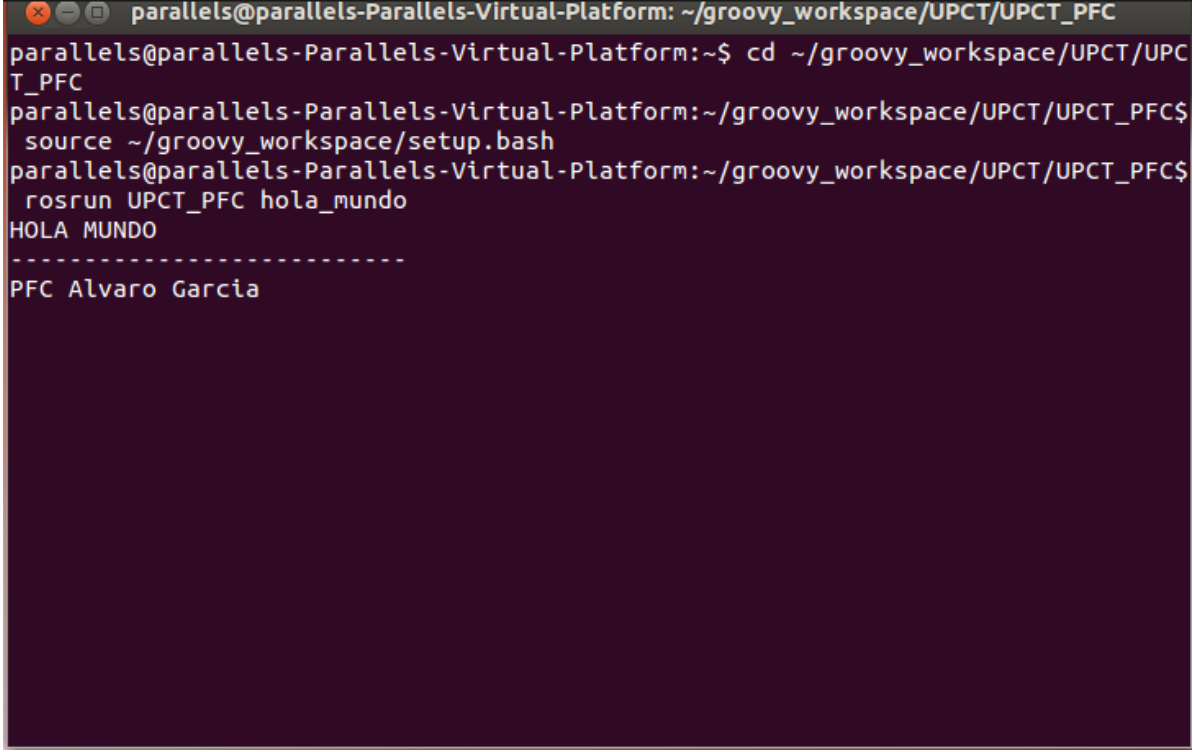 parallels@parallels-Parallels-Virtual-Platform: ~/groovy_workspace/UPCT/UPCT_PFC
parallels@parallels-Parallels-Virtual-Platform:~$ cd ~/groovy_workspace/UPCT/UPC
T_PFC
parallels@parallels-Parallels-Virtual-Platform:~/groovy_workspace/UPCT/UPCT_PFC$
 source ~/groovy_workspace/setup.bash
parallels@parallels-Parallels-Virtual-Platform:~/groovy_workspace/UPCT/UPCT_PFC$
 rosrun UPCT_PFC hola_mundo
HOLA MUNDO
---------------------------
PFC Alvaro Garcia